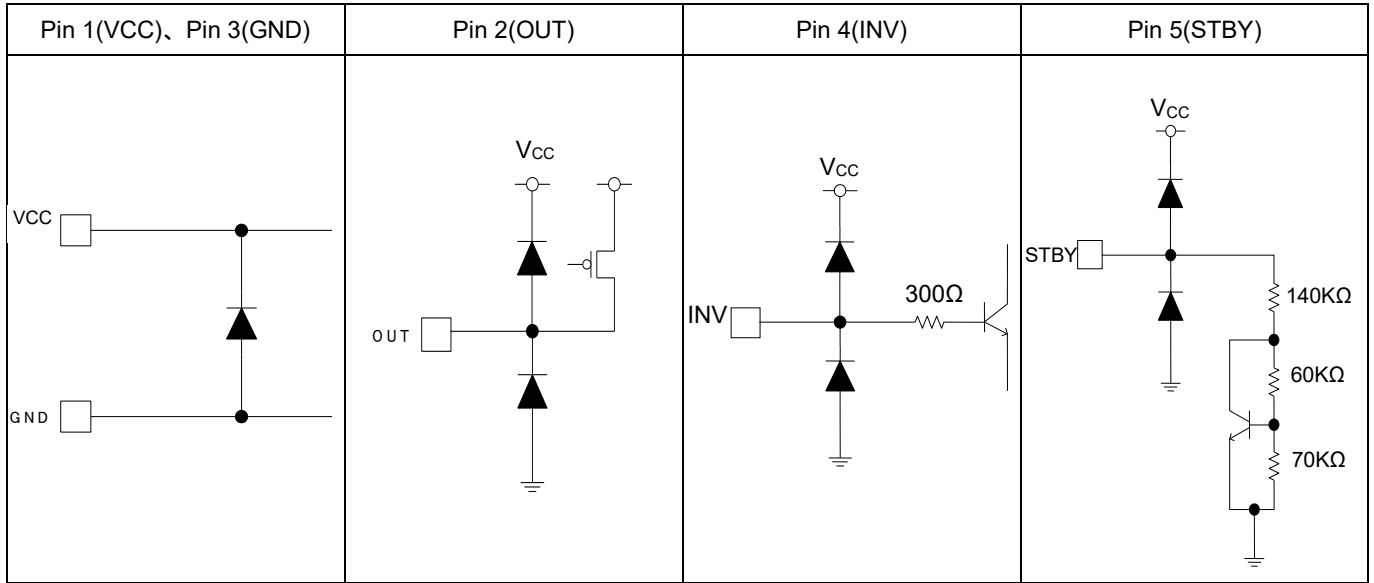 Pin 1(VCC)、Pin 3(GND)
Pin 2(OUT)
Pin 4(INV)
Pin 5(STBY)
VCC
GND
VCC
OUT
VCC
INV
300Ω
VCC
STBY
140KΩ
60KΩ
70KΩ